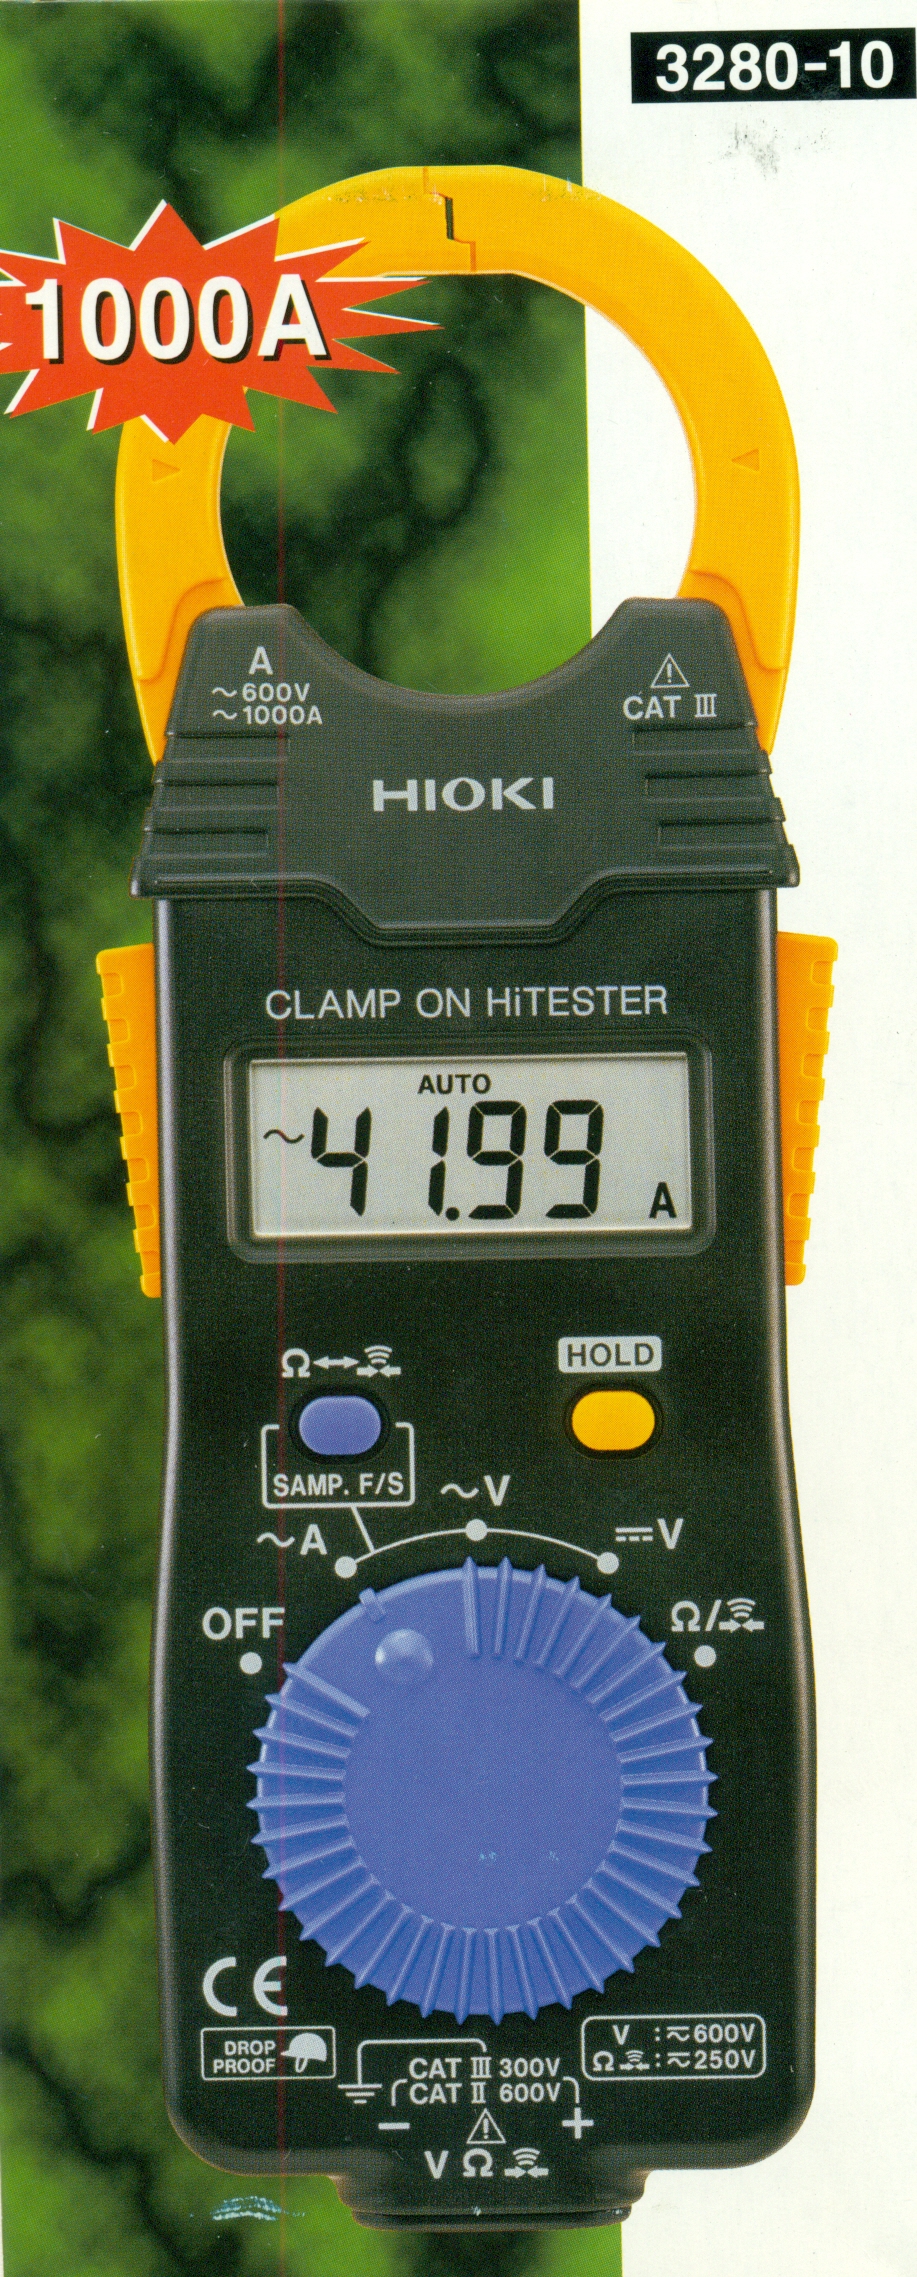 3280-10
1000A
A
~600V
~1000A
⚠
CAT III
HIOKI
CLAMP ON HiTESTER
AUTO
~41.99 A
Ω↔
HOLD
SAMP. F/S
~A
~V
⎓V
OFF
Ω/
CE
DROP
PROOF
V :≂600V
Ω :≂250V
CAT III 300V
CAT II 600V
− ⚠ +
V Ω